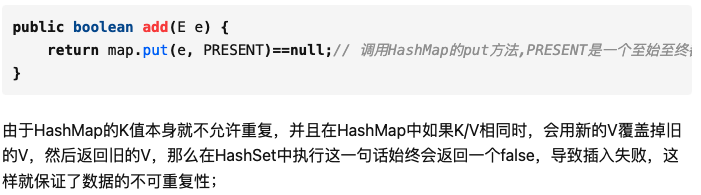 public boolean add(E e) {
return map.put(e, PRESENT)==null;// 调用HashMap的put方法,PRESENT是一个至始至终
}
由于HashMap的K值本身就不允许重复，并且在HashMap中如果K/V相同时，会用新的V覆盖掉旧
的V，然后返回旧的V，那么在HashSet中执行这一句话始终会返回一个false，导致插入失败，这
样就保证了数据的不可重复性；